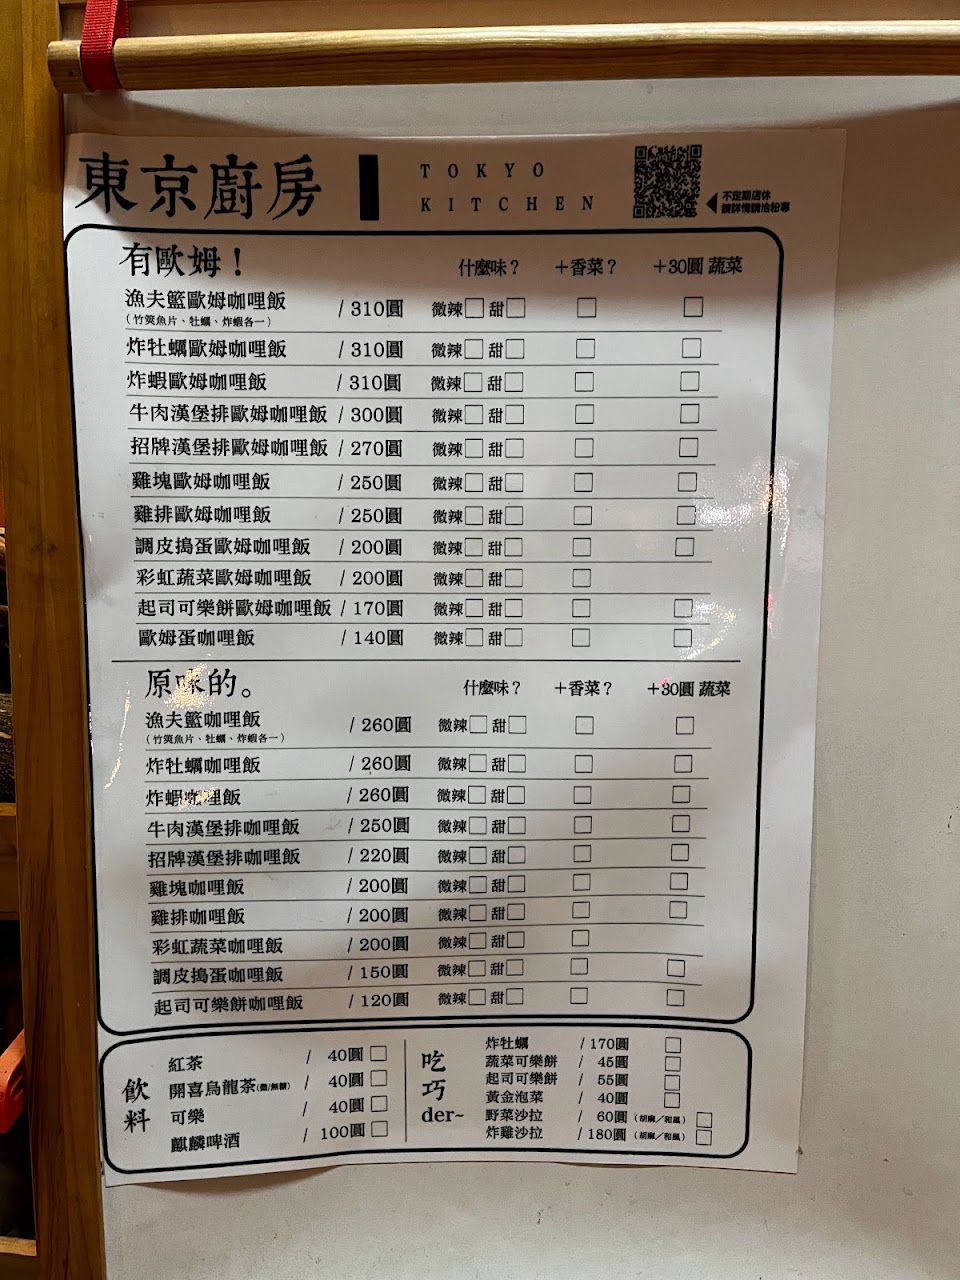 東京廚房
TOKYO
KITCHEN
不定期店休
請詳情請洽粉專
有歐姆！ 什麼味？ ＋香菜？ ＋30圓 蔬菜
漁夫籃歐姆咖哩飯 / 310圓 微辣□ 甜□ □ □
（竹筴魚片、牡蠣、炸蝦各一）
炸牡蠣歐姆咖哩飯 / 310圓 微辣□ 甜□ □ □
炸蝦歐姆咖哩飯 / 310圓 微辣□ 甜□ □ □
牛肉漢堡排歐姆咖哩飯 / 300圓 微辣□ 甜□ □ □
招牌漢堡排歐姆咖哩飯 / 270圓 微辣□ 甜□ □ □
雞塊歐姆咖哩飯 / 250圓 微辣□ 甜□ □ □
雞排歐姆咖哩飯 / 250圓 微辣□ 甜□ □ □
調皮搗蛋歐姆咖哩飯 / 200圓 微辣□ 甜□ □ □
彩虹蔬菜歐姆咖哩飯 / 200圓 微辣□ 甜□ □
起司可樂餅歐姆咖哩飯 / 170圓 微辣□ 甜□ □ □
歐姆蛋咖哩飯 / 140圓 微辣□ 甜□ □ □
原味的。 什麼味？ ＋香菜？ ＋30圓 蔬菜
漁夫籃咖哩飯 / 260圓 微辣□ 甜□ □ □
（竹筴魚片、牡蠣、炸蝦各一）
炸牡蠣咖哩飯 / 260圓 微辣□ 甜□ □ □
炸蝦咖哩飯 / 260圓 微辣□ 甜□ □ □
牛肉漢堡排咖哩飯 / 250圓 微辣□ 甜□ □ □
招牌漢堡排咖哩飯 / 220圓 微辣□ 甜□ □ □
雞塊咖哩飯 / 200圓 微辣□ 甜□ □ □
雞排咖哩飯 / 200圓 微辣□ 甜□ □ □
彩虹蔬菜咖哩飯 / 200圓 微辣□ 甜□ □
調皮搗蛋咖哩飯 / 150圓 微辣□ 甜□ □ □
起司可樂餅咖哩飯 / 120圓 微辣□ 甜□ □ □
飲料
紅茶 / 40圓 □
開喜烏龍茶(微/無糖) / 40圓 □
可樂 / 40圓 □
麒麟啤酒 / 100圓 □
吃巧der~
炸牡蠣 / 170圓 □
蔬菜可樂餅 / 45圓 □
起司可樂餅 / 55圓 □
黃金泡菜 / 40圓 □
野菜沙拉 / 60圓（胡麻／和風）□
炸雞沙拉 / 180圓（胡麻／和風）□